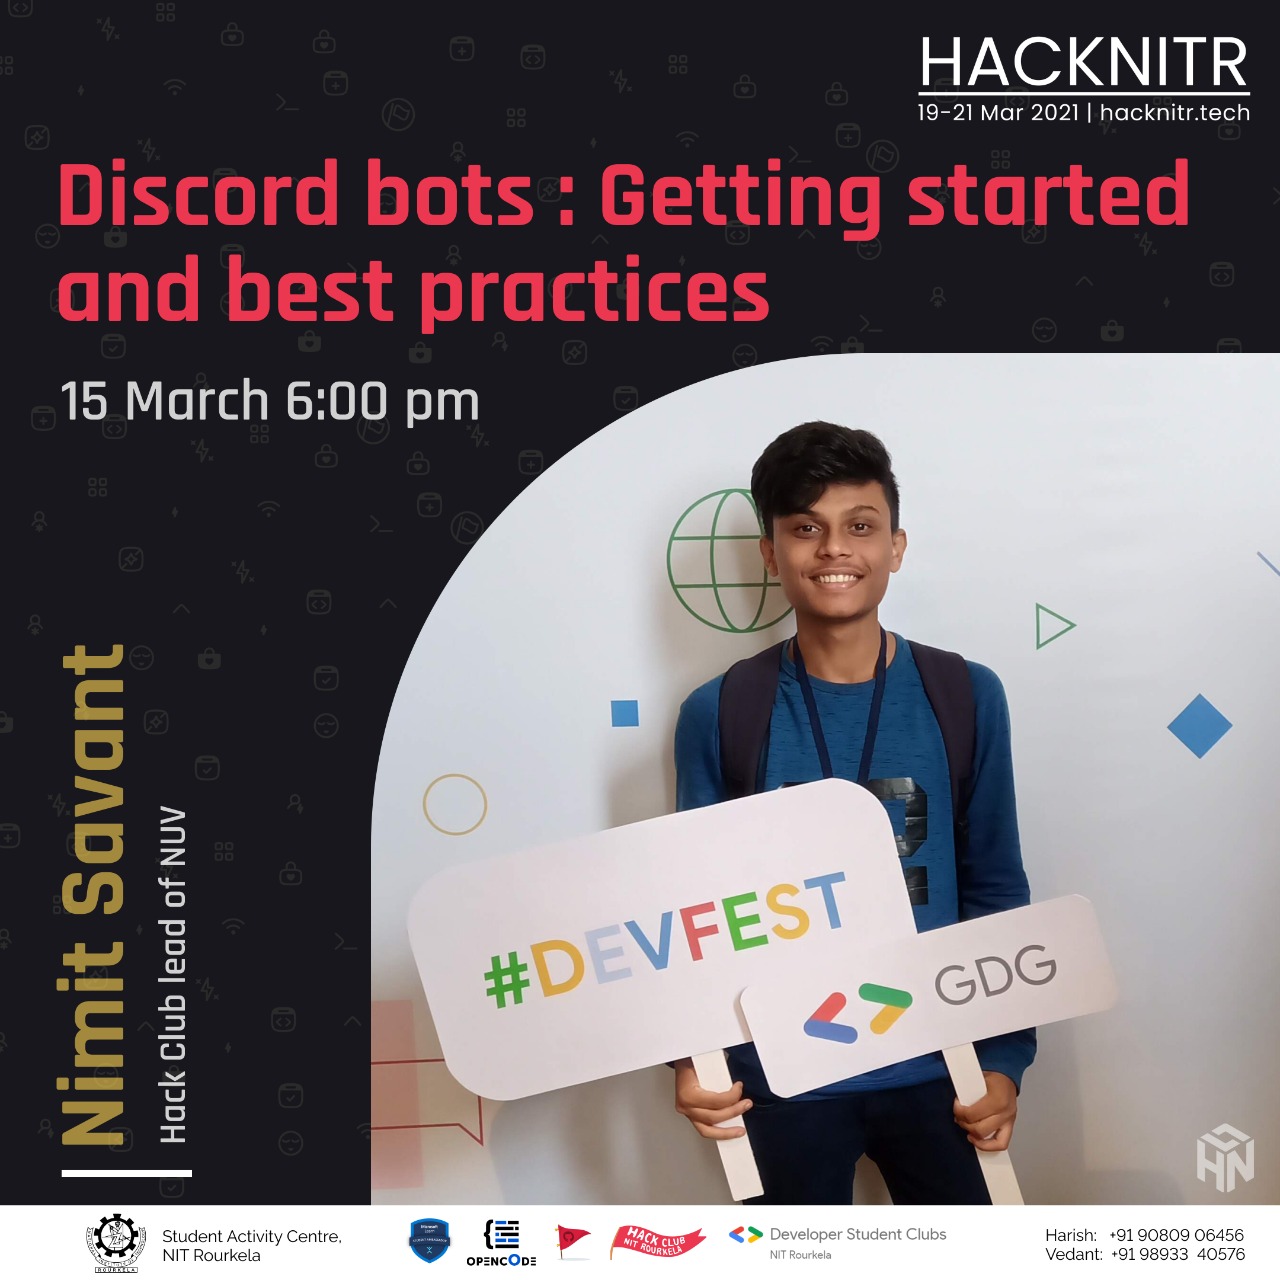 HACKNITR
19-21 Mar 2021 | hacknitr.tech
Discord bots : Getting started
and best practices
15 March 6:00 pm
Nimit Savant
Hack Club lead of NUV
#DEVFEST
GDG
HN
Student Activity Centre,
NIT Rourkela
OPENCODE
HACK CLUB
NIT ROURKELA
Developer Student Clubs
NIT Rourkela
Harish: +91 90809 06456
Vedant: +91 98933 40576